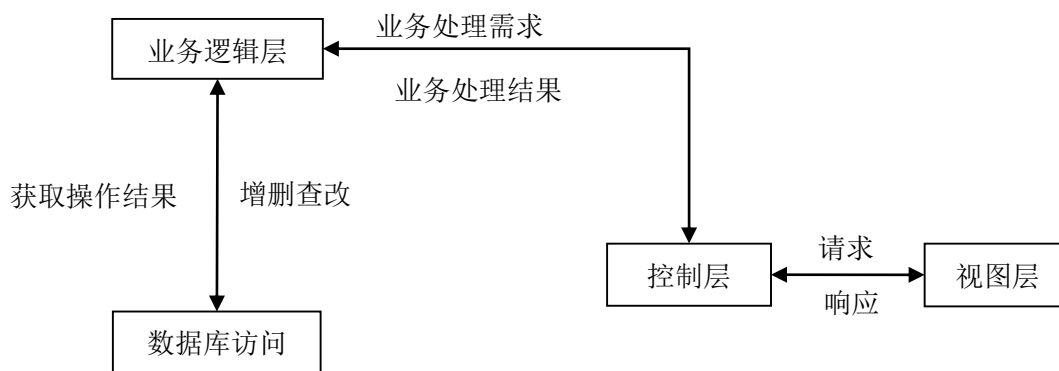 业务处理需求
业务逻辑层
业务处理结果
获取操作结果
增删查改
请求
控制层
视图层
响应
数据库访问